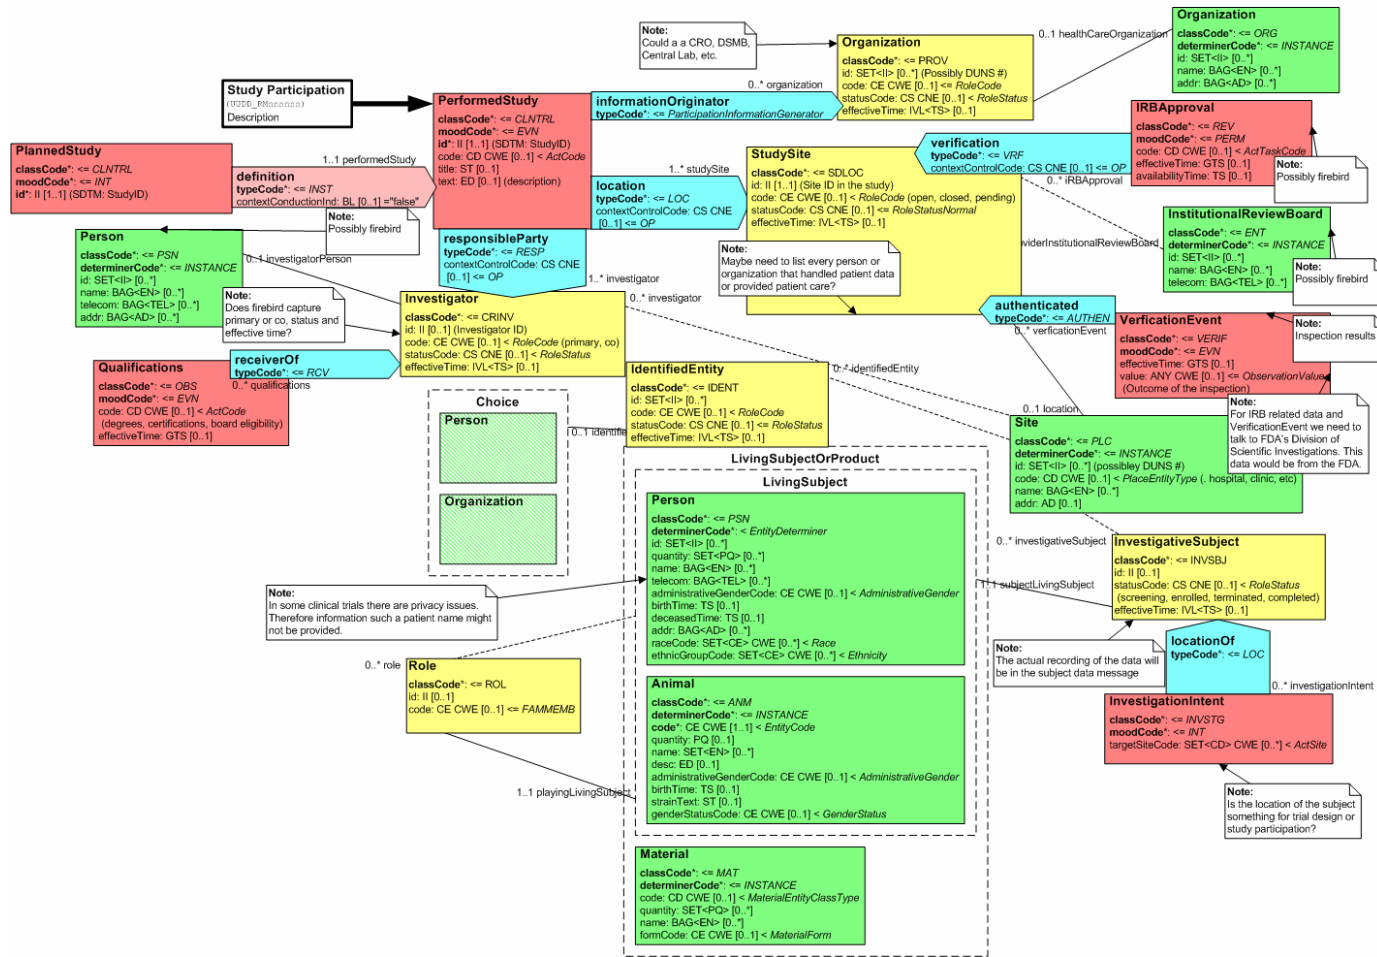 Note:
Could a a CRO, DSMB,
Central Lab, etc.
Organization
classCode*: <= PROV
id: SET<II> [0..*] (Possibly DUNS #)
code: CE CWE [0..1] <= RoleCode
statusCode: CS CNE [0..1] < RoleStatus
effectiveTime: IVL<TS> [0..1]
0..1 healthCareOrganization
Organization
classCode*: <= ORG
determinerCode*: <= INSTANCE
id: SET<II> [0..*]
name: BAG<EN> [0..*]
addr: BAG<AD> [0..*]
Study Participation
(UUDD_RMnnnnnn)
Description
PerformedStudy
classCode*: <= CLNTRL
moodCode*: <= EVN
id*: II [1..1] (SDTM: StudyID)
code: CD CWE [0..1] < ActCode
title: ST [0..1]
text: ED [0..1] (description)
0..* organization
informationOriginator
typeCode*: <= ParticipationInformationGenerator
PlannedStudy
classCode*: <= CLNTRL
moodCode*: <= INT
id*: II [1..1] (SDTM: StudyID)
1..1 performedStudy
definition
typeCode*: <= INST
contextConductionInd: BL [0..1] ="false"
1..* studySite
location
typeCode*: <= LOC
contextControlCode: CS CNE
[0..1] <= OP
StudySite
classCode*: <= SDLOC
id: II [1..1] (Site ID in the study)
code: CE CWE [0..1] < RoleCode (open, closed, pending)
statusCode: CS CNE [0..1] <= RoleStatusNormal
effectiveTime: IVL<TS> [0..1]
verification
typeCode*: <= VRF
contextControlCode: CS CNE [0..1] <= OP
0..* iRBApproval
IRBApproval
classCode*: <= REV
moodCode*: <= PERM
code: CD CWE [0..1] < ActTaskCode
effectiveTime: GTS [0..1]
availabilityTime: TS [0..1]
Note:
Possibly firebird
InstitutionalReviewBoard
classCode*: <= ENT
determinerCode*: <= INSTANCE
id: SET<II> [0..*]
name: BAG<EN> [0..*]
telecom: BAG<TEL> [0..*]
viderInstitutionalReviewBoard
Note:
Possibly firebird
Note:
Possibly firebird
Person
classCode*: <= PSN
determinerCode*: <= INSTANCE
id: SET<II> [0..*]
name: BAG<EN> [0..*]
telecom: BAG<TEL> [0..*]
addr: BAG<AD> [0..*]
0..1 investigatorPerson
Note:
Does firebird capture
primary or co, status and
effective time?
responsibleParty
typeCode*: <= RESP
contextControlCode: CS CNE
[0..1] <= OP
1..* investigator
0..* investigator
Note:
Maybe need to list every person or
organization that handled patient data
or provided patient care?
Investigator
classCode*: <= CRINV
id: II [0..1] (Investigator ID)
code: CE CWE [0..1] < RoleCode (primary, co)
statusCode: CS CNE [0..1] < RoleStatus
effectiveTime: IVL<TS> [0..1]
authenticated
typeCode*: <= AUTHEN
0..* verficationEvent
VerficationEvent
classCode*: <= VERIF
moodCode*: <= EVN
effectiveTime: GTS [0..1]
value: ANY CWE [0..1] <= ObservationValue
(Outcome of the inspection)
Note:
Inspection results
Qualifications
classCode*: <= OBS
moodCode*: <= EVN
code: CD CWE [0..1] < ActCode
(degrees, certifications, board eligibility)
effectiveTime: GTS [0..1]
receiverOf
typeCode*: <= RCV
0..* qualifications
IdentifiedEntity
classCode*: <= IDENT
id: SET<II> [0..*]
code: CE CWE [0..1] < RoleCode
statusCode: CS CNE [0..1] <= RoleStatus
effectiveTime: IVL<TS> [0..1]
0..* identifiedEntity
Choice
Person
Organization
0..1 identifie
0..1 location
Site
classCode*: <= PLC
determinerCode*: <= INSTANCE
id: SET<II> [0..*] (possibley DUNS #)
code: CD CWE [0..1] < PlaceEntityType (. hospital, clinic, etc)
name: BAG<EN> [0..*]
addr: AD [0..1]
Note:
For IRB related data and
VerificationEvent we need to
talk to FDA's Division of
Scientific Investigations. This
data would be from the FDA.
LivingSubjectOrProduct
LivingSubject
Person
classCode*: <= PSN
determinerCode*: < EntityDeterminer
id: SET<II> [0..*]
quantity: SET<PQ> [0..*]
name: BAG<EN> [0..*]
telecom: BAG<TEL> [0..*]
administrativeGenderCode: CE CWE [0..1] < AdministrativeGender
birthTime: TS [0..1]
deceasedTime: TS [0..1]
addr: BAG<AD> [0..*]
raceCode: SET<CE> CWE [0..*] < Race
ethnicGroupCode: SET<CE> CWE [0..*] < Ethnicity
0..* investigativeSubject
InvestigativeSubject
classCode*: <= INVSBJ
id: II [0..1]
statusCode: CS CNE [0..1] < RoleStatus
(screening, enrolled, terminated, completed)
effectiveTime: IVL<TS> [0..1]
1..1 subjectLivingSubject
Note:
In some clinical trials there are privacy issues.
Therefore information such a patient name might
not be provided.
Note:
The actual recording of the data will
be in the subject data message
locationOf
typeCode*: <= LOC
0..* investigationIntent
0..* role
Role
classCode*: <= ROL
id: II [0..1]
code: CE CWE [0..1] <= FAMMEMB
1..1 playingLivingSubject
Animal
classCode*: <= ANM
determinerCode*: <= INSTANCE
code*: CE CWE [1..1] < EntityCode
quantity: PQ [0..1]
name: SET<EN> [0..*]
desc: ED [0..1]
administrativeGenderCode: CE CWE [0..1] < AdministrativeGender
birthTime: TS [0..1]
strainText: ST [0..1]
genderStatusCode: CE CWE [0..1] < GenderStatus
InvestigationIntent
classCode*: <= INVSTG
moodCode*: <= INT
targetSiteCode: SET<CD> CWE [0..*] < ActSite
Note:
Is the location of the subject
something for trial design or
study participation?
Material
classCode*: <= MAT
determinerCode*: <= INSTANCE
code: CD CWE [0..1] < MaterialEntityClassType
quantity: SET<PQ> [0..*]
name: BAG<EN> [0..*]
formCode: CE CWE [0..1] < MaterialForm